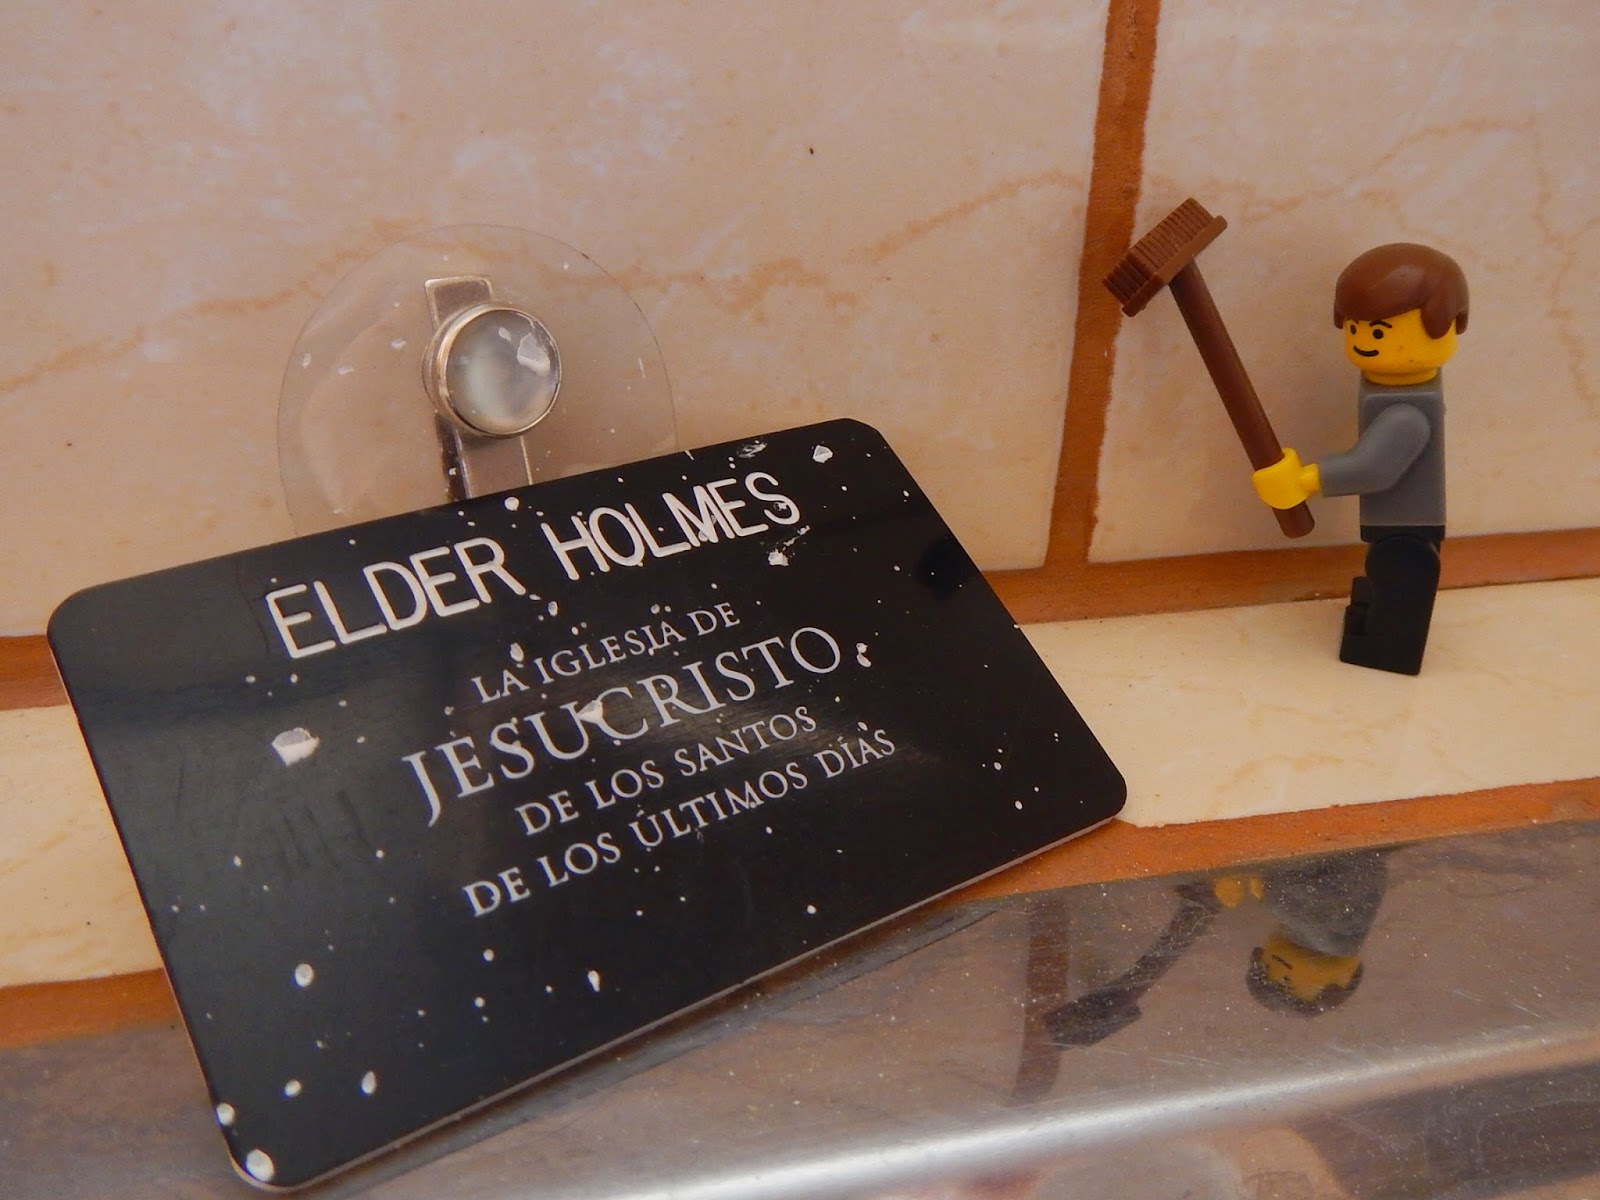 ELDER HOLMES
LA IGLESIA DE
JESUCRISTO
DE LOS SANTOS
DE LOS ÚLTIMOS DÍAS